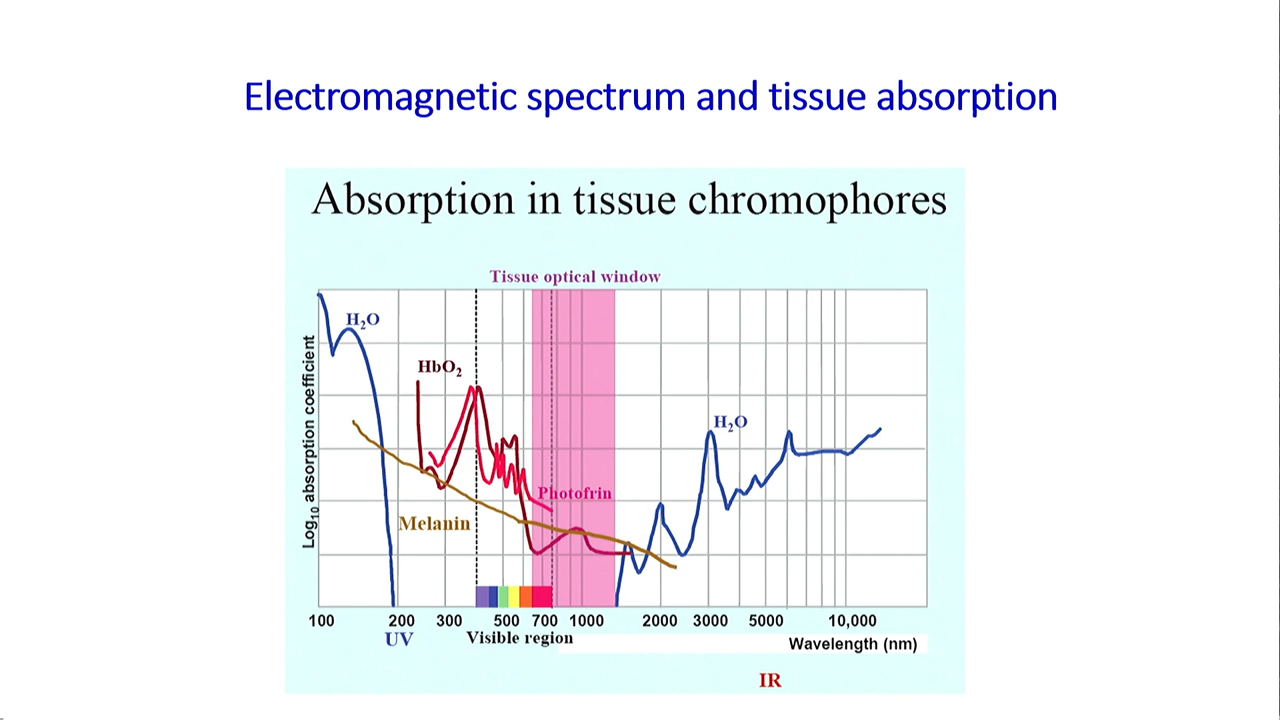 Electromagnetic spectrum and tissue absorption
Absorption in tissue chromophores
Tissue optical window
H₂O
HbO₂
H₂O
Photofrin
Melanin
Log₁₀ absorption coefficient
100 200 300 500 700 1000 2000 3000 5000 10,000
UV Visible region Wavelength (nm)
IR